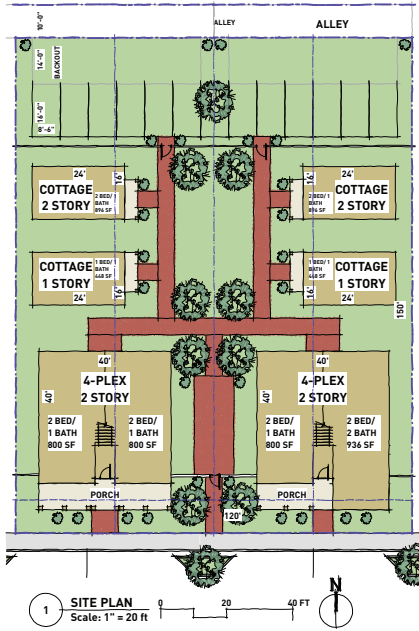 10'-0"
ALLEY
ALLEY
14'-0"
BACKOUT
16'-0"
8'-6"
24'
16'
COTTAGE
2 STORY
2 BED/ 1
BATH
896 SF
24'
16'
COTTAGE
2 STORY
2 BED/ 1
BATH
896 SF
COTTAGE
1 STORY
1 BED/ 1
BATH
448 SF
24'
16'
COTTAGE
1 STORY
1 BED/ 1
BATH
448 SF
24'
16'
150'
40'
4-PLEX
2 STORY
40'
2 BED/
1 BATH
800 SF
2 BED/
1 BATH
800 SF
PORCH
40'
4-PLEX
2 STORY
40'
2 BED/
1 BATH
800 SF
2 BED/
2 BATH
936 SF
PORCH
120'
1
SITE PLAN
Scale: 1" = 20 ft
0
20
40 FT
N